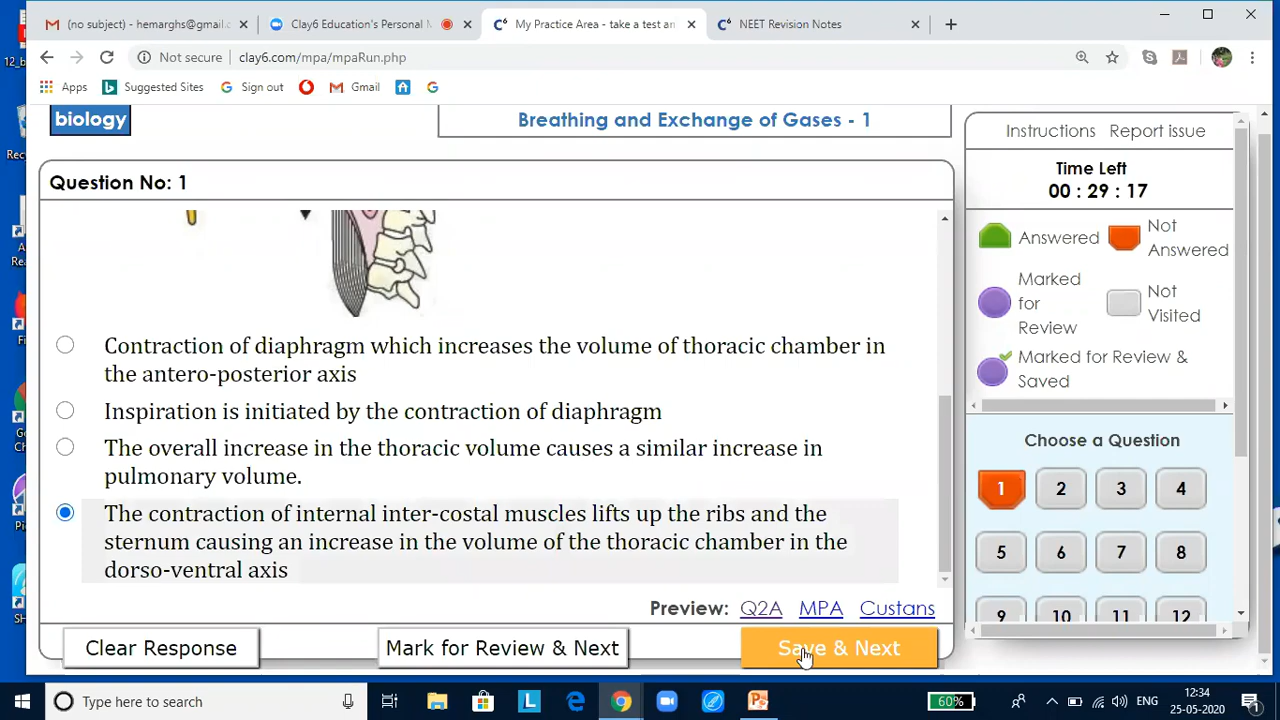 (no subject) - hemarghs@gmail.c
Clay6 Education's Personal M
My Practice Area - take a test an
NEET Revision Notes
Not secure
clay6.com/mpa/mpaRun.php
Apps
Suggested Sites
Sign out
Gmail
biology
Breathing and Exchange of Gases - 1
Instructions Report issue
Question No: 1
Time Left
00 : 29 : 17
Answered
Not Answered
Marked for Review
Not Visited
Marked for Review & Saved
Contraction of diaphragm which increases the volume of thoracic chamber in
the antero-posterior axis
Inspiration is initiated by the contraction of diaphragm
The overall increase in the thoracic volume causes a similar increase in
pulmonary volume.
The contraction of internal inter-costal muscles lifts up the ribs and the
sternum causing an increase in the volume of the thoracic chamber in the
dorso-ventral axis
Choose a Question
1 2 3 4
5 6 7 8
9 10 11 12
Preview: Q2A MPA Custans
Clear Response
Mark for Review & Next
Save & Next
Type here to search
60%
ENG
12:34
25-05-2020